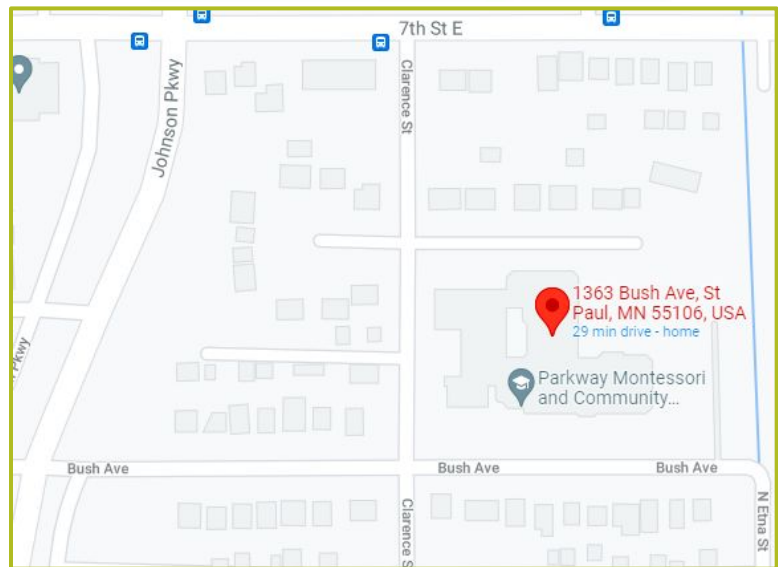 7th St E
Clarence St
Johnson Pkwy
1363 Bush Ave, St
Paul, MN 55106, USA
29 min drive - home
Parkway Montessori
and Community...
Pkwy
Bush Ave
Bush Ave
Bush Ave
Clarence S
N Etna St